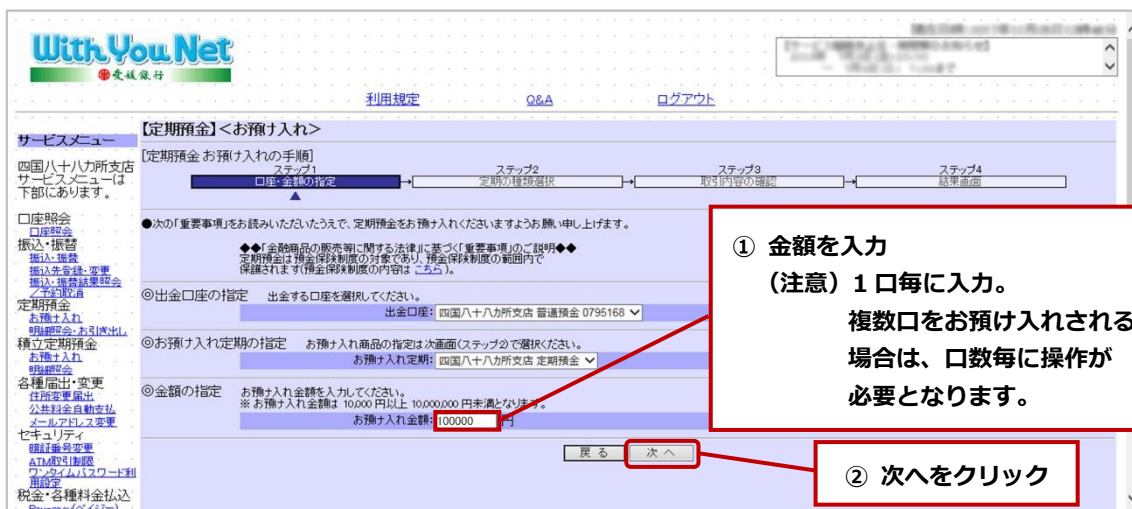 With You Net
愛媛銀行
利用規定 Q&A ログアウト
サービスメニュー
四国八十八カ所支店
サービスメニューは
下部にあります。
口座照会
口座照会
振込・振替
振込・振替
振込先登録・変更
振込・振替結果照会
／予約取消
定期預金
お預け入れ
明細照会・お引き出し
積立定期預金
お預け入れ
明細照会
各種届出・変更
住所変更届出
公共料金自動支払
メールアドレス変更
セキュリティ
暗証番号変更
ATM取引制限
ワンタイムパスワード利
用設定
税金・各種料金払込
【定期預金】＜お預け入れ＞
[定期預金 お預け入れの手順]
ステップ1 ステップ2 ステップ3 ステップ4
口座・金額の指定 → 定期の種類選択 → 取引内容の確認 → 結果画面
●次の「重要事項」をお読みいただいたうえで、定期預金をお預け入れくださいますようお願い申し上げます。
◆◆「金融商品の販売等に関する法律」に基づく「重要事項」のご説明◆◆
定期預金は預金保険制度の対象であり、預金保険制度の範囲内で
保護されます(預金保険制度の内容は こちら )。
◎出金口座の指定 出金する口座を選択してください。
出金口座: 四国八十八カ所支店 普通預金 0795168
◎お預け入れ定期の指定 お預け入れ商品の指定は次画面(ステップ2)で選択ください。
お預け入れ定期: 四国八十八カ所支店 定期預金
◎金額の指定 お預け入れ金額を入力してください。
※ お預け入れ金額は 10,000 円以上 10,000,000 円未満となります。
お預け入れ金額: 100000 円
戻 る 次 へ
① 金額を入力
（注意）１口毎に入力。
複数口をお預け入れされる
場合は、口数毎に操作が
必要となります。
② 次へをクリック